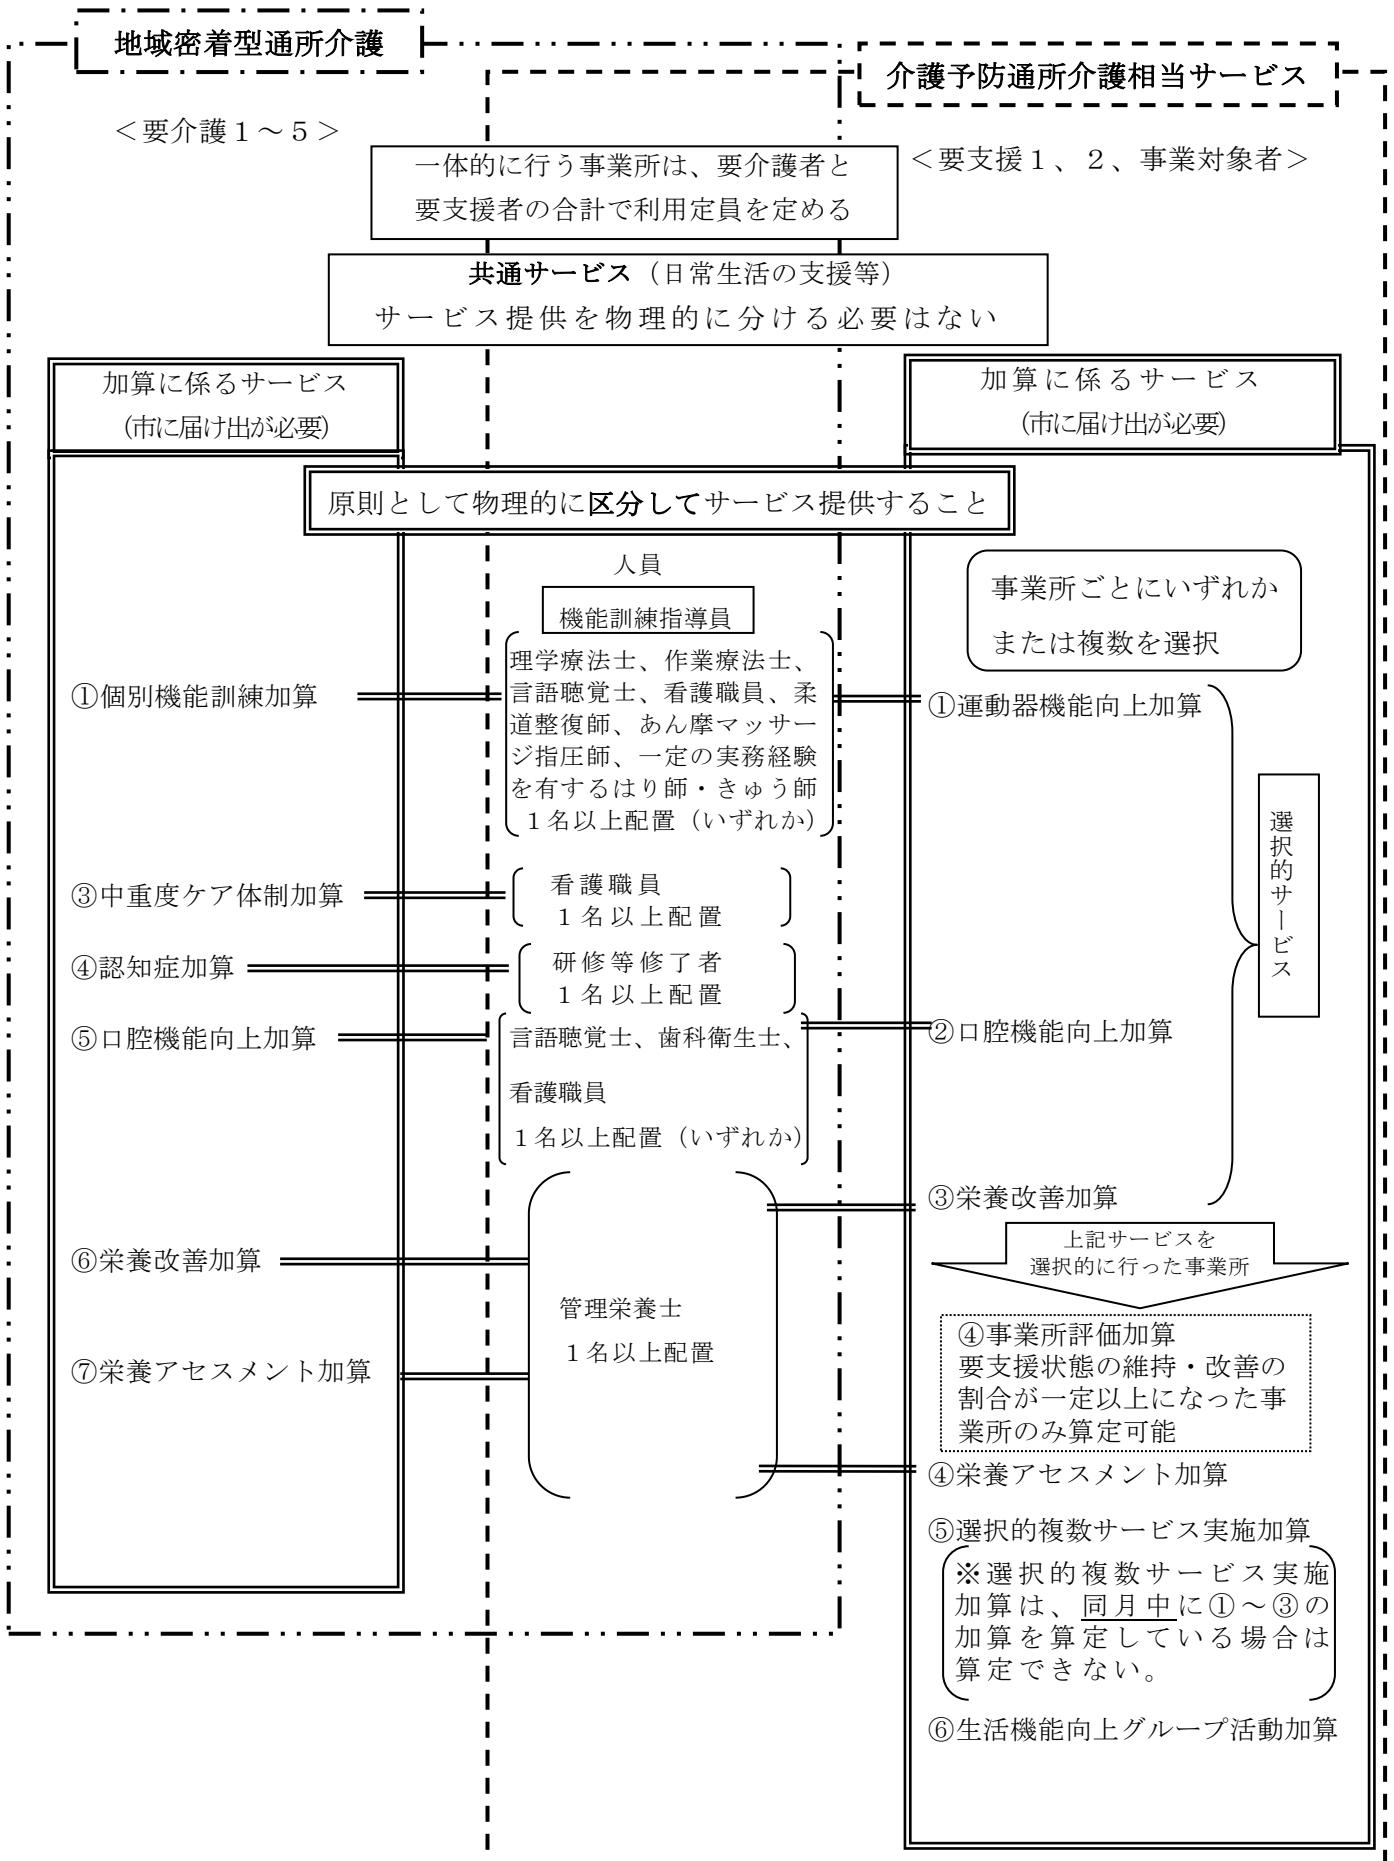 地域密着型通所介護
介護予防通所介護相当サービス
＜要介護１～５＞
＜要支援１、２、事業対象者＞
一体的に行う事業所は、要介護者と
要支援者の合計で利用定員を定める
共通サービス（日常生活の支援等）
サービス提供を物理的に分ける必要はない
加算に係るサービス
（市に届け出が必要）
加算に係るサービス
（市に届け出が必要）
原則として物理的に区分してサービス提供すること
人員
機能訓練指導員
理学療法士、作業療法士、
言語聴覚士、看護職員、柔
道整復師、あん摩マッサー
ジ指圧師、一定の実務経験
を有するはり師・きゅう師
１名以上配置（いずれか）
事業所ごとにいずれか
または複数を選択
①個別機能訓練加算
①運動器機能向上加算
選択的サービス
③中重度ケア体制加算
看護職員
１名以上配置
④認知症加算
研修等修了者
１名以上配置
⑤口腔機能向上加算
言語聴覚士、歯科衛生士、
看護職員
１名以上配置（いずれか）
②口腔機能向上加算
③栄養改善加算
上記サービスを
選択的に行った事業所
⑥栄養改善加算
管理栄養士
１名以上配置
⑦栄養アセスメント加算
④事業所評価加算
要支援状態の維持・改善の
割合が一定以上になった事
業所のみ算定可能
④栄養アセスメント加算
⑤選択的複数サービス実施加算
※選択的複数サービス実施
加算は、同月中に①～③の
加算を算定している場合は
算定できない。
⑥生活機能向上グループ活動加算